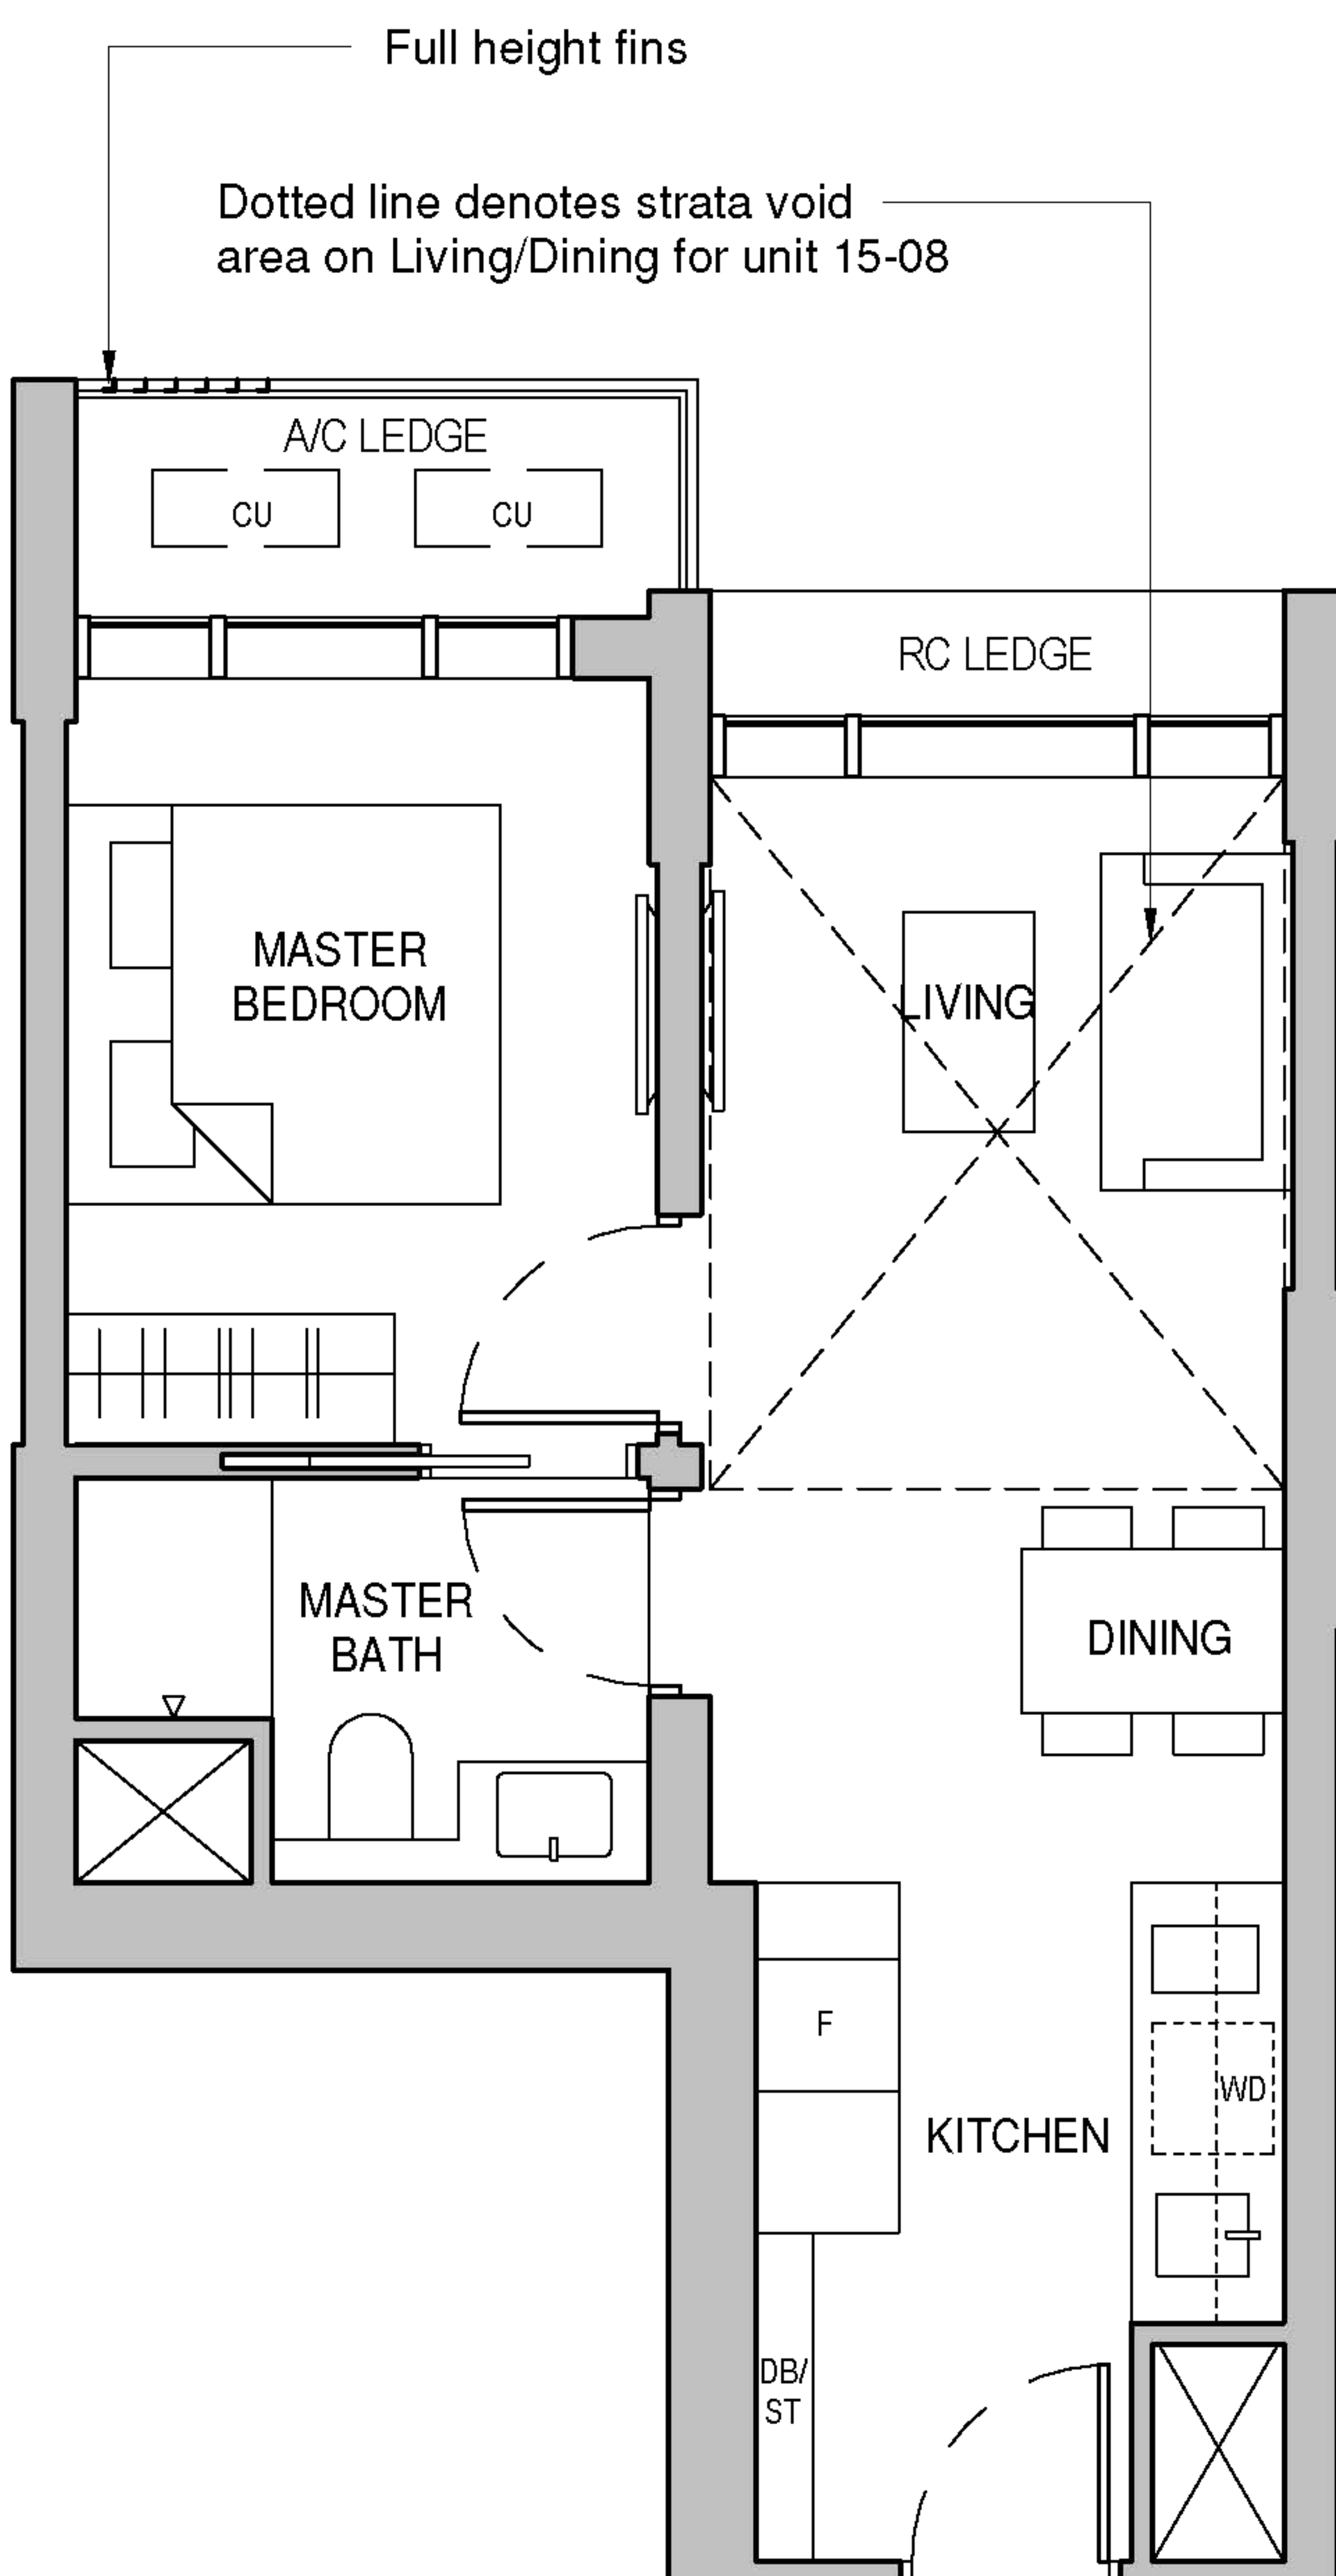 Full height fins
Dotted line denotes strata void
area on Living/Dining for unit 15-08
A/C LEDGE
CU
CU
RC LEDGE
MASTER
BEDROOM
LIVING
MASTER
BATH
DINING
F
WD
KITCHEN
DB/
ST